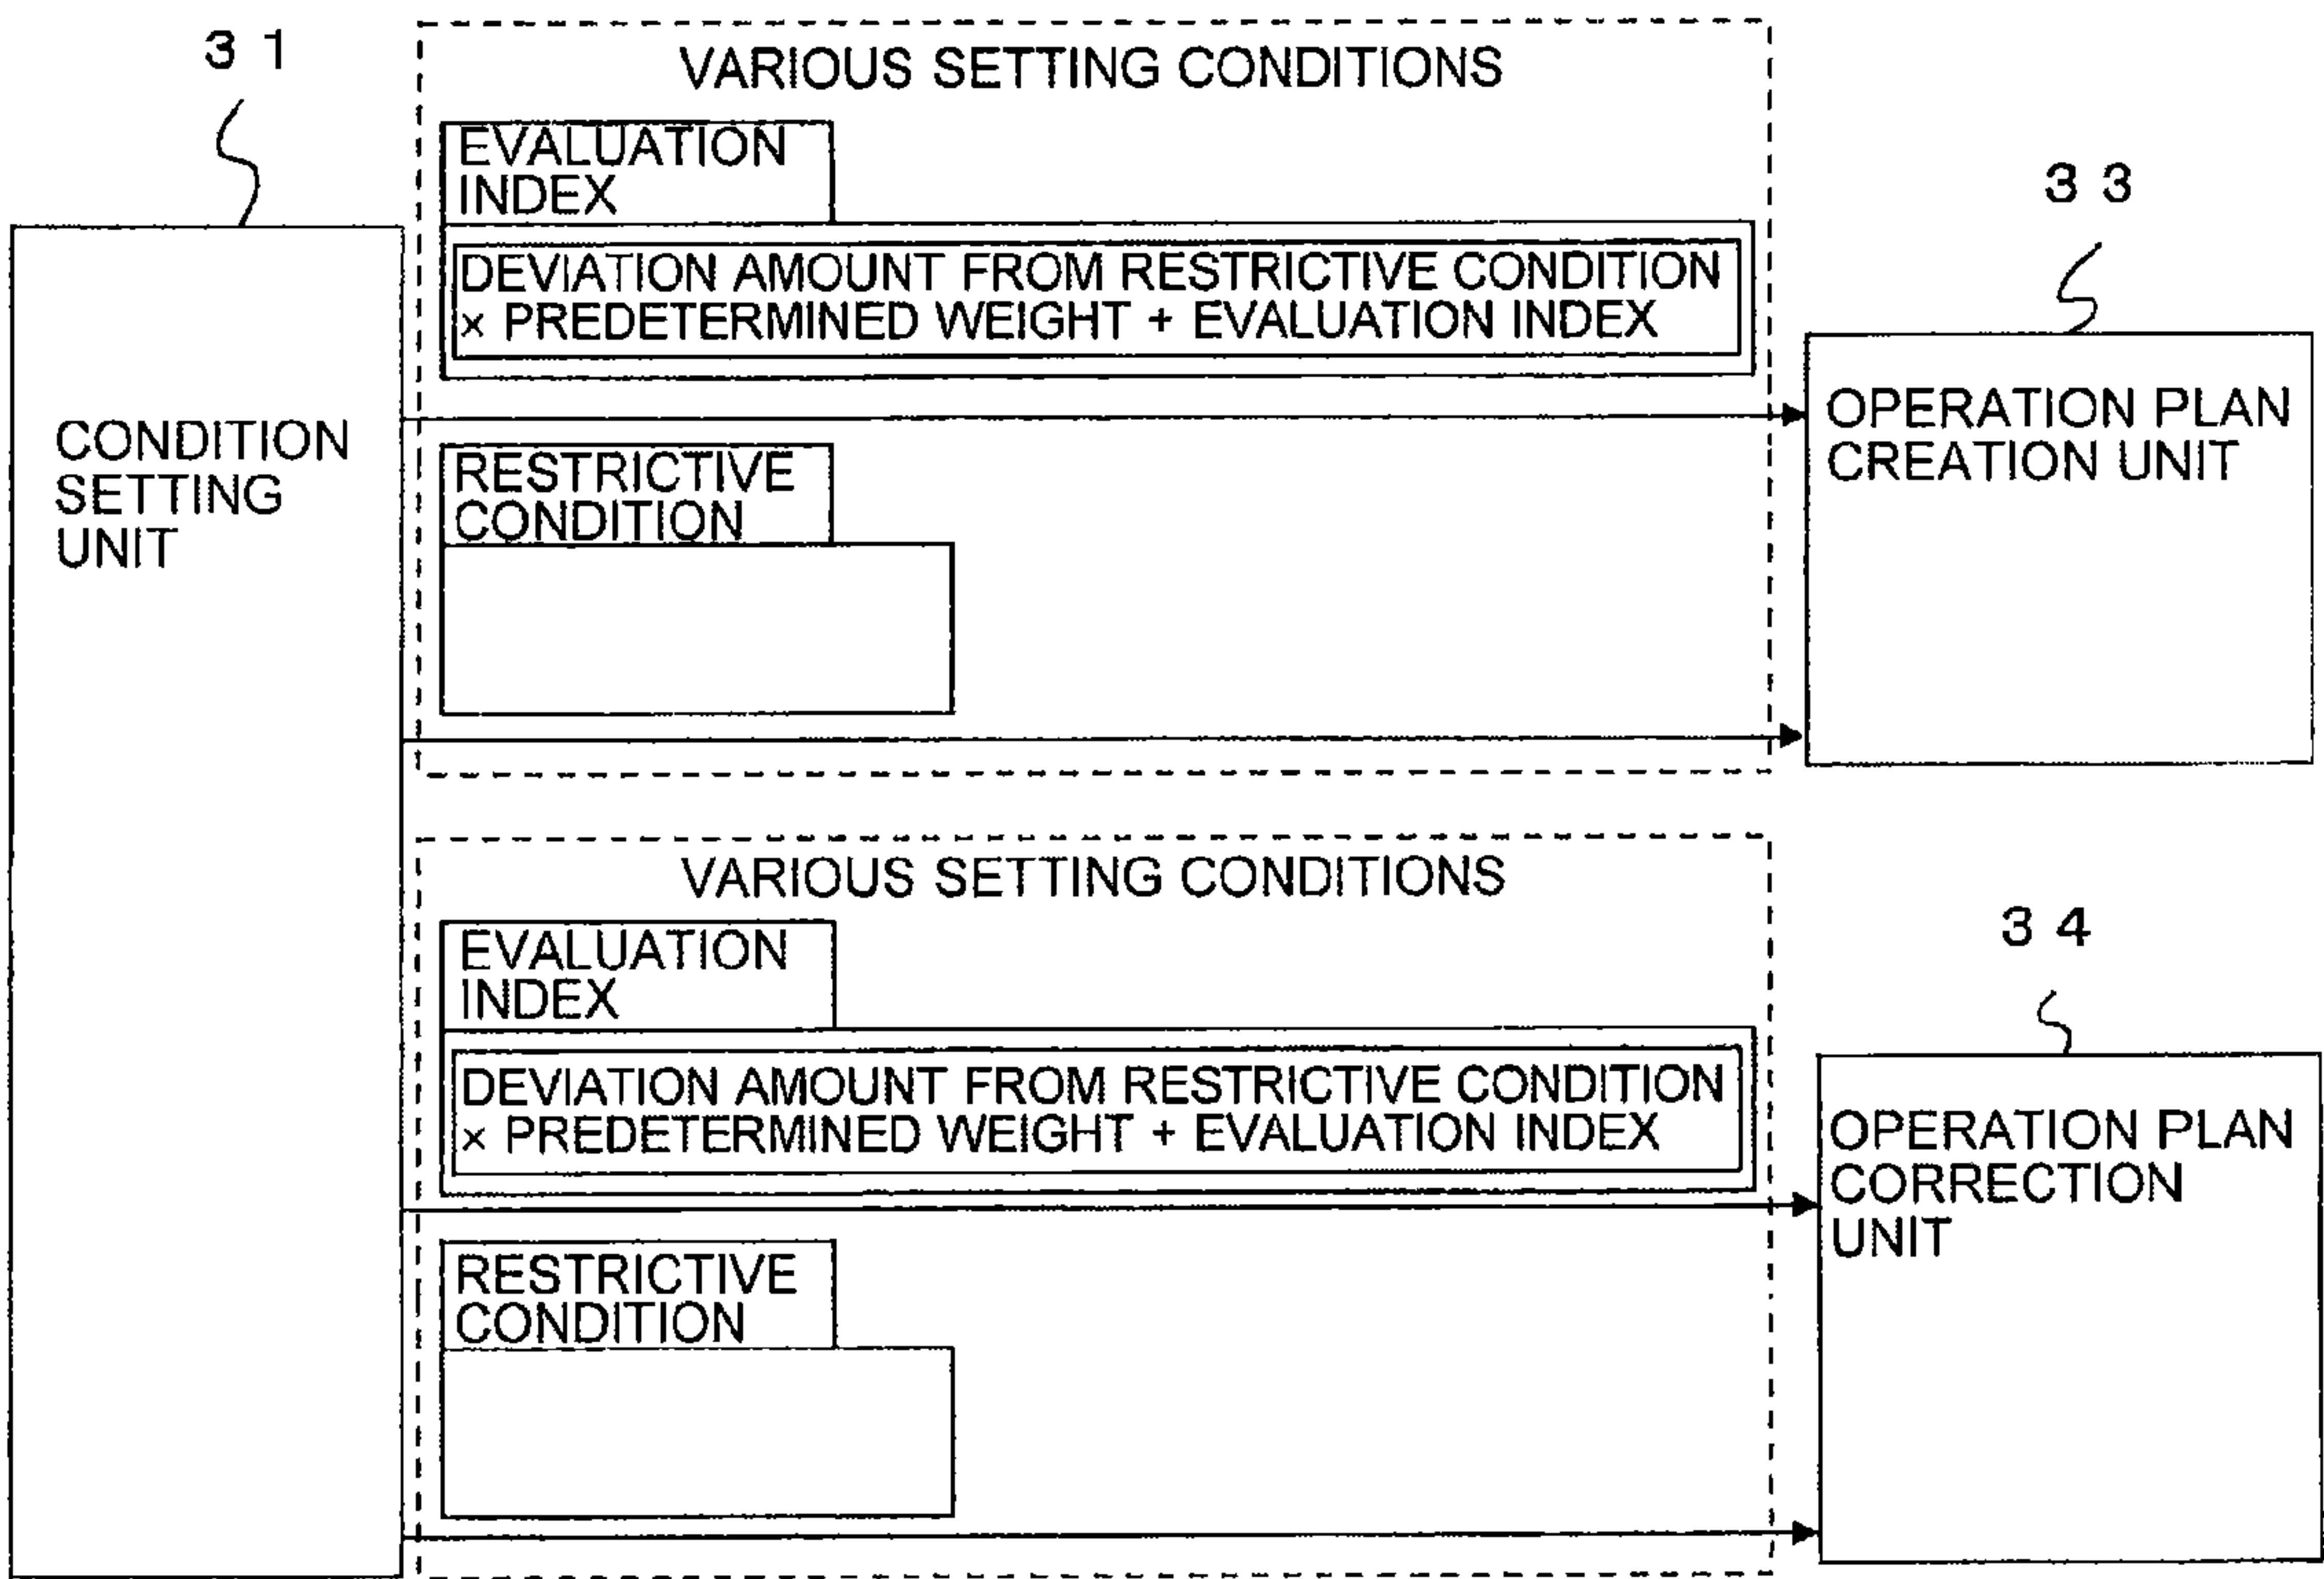 3 1
VARIOUS SETTING CONDITIONS
EVALUATION
INDEX
DEVIATION AMOUNT FROM RESTRICTIVE CONDITION
× PREDETERMINED WEIGHT + EVALUATION INDEX
3 3
CONDITION
SETTING
UNIT
OPERATION PLAN
CREATION UNIT
RESTRICTIVE
CONDITION
VARIOUS SETTING CONDITIONS
EVALUATION
INDEX
DEVIATION AMOUNT FROM RESTRICTIVE CONDITION
× PREDETERMINED WEIGHT + EVALUATION INDEX
3 4
OPERATION PLAN
CORRECTION
UNIT
RESTRICTIVE
CONDITION